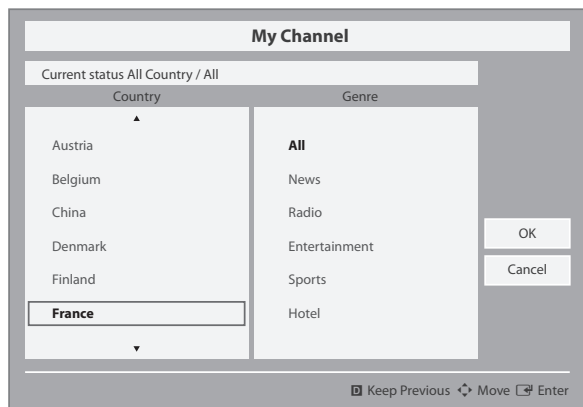 My Channel
Current status All Country / All
Country
Genre
Austria
All
Belgium
News
China
Radio
Denmark
Entertainment
Finland
Sports
France
Hotel
OK
Cancel
D Keep Previous Move Enter